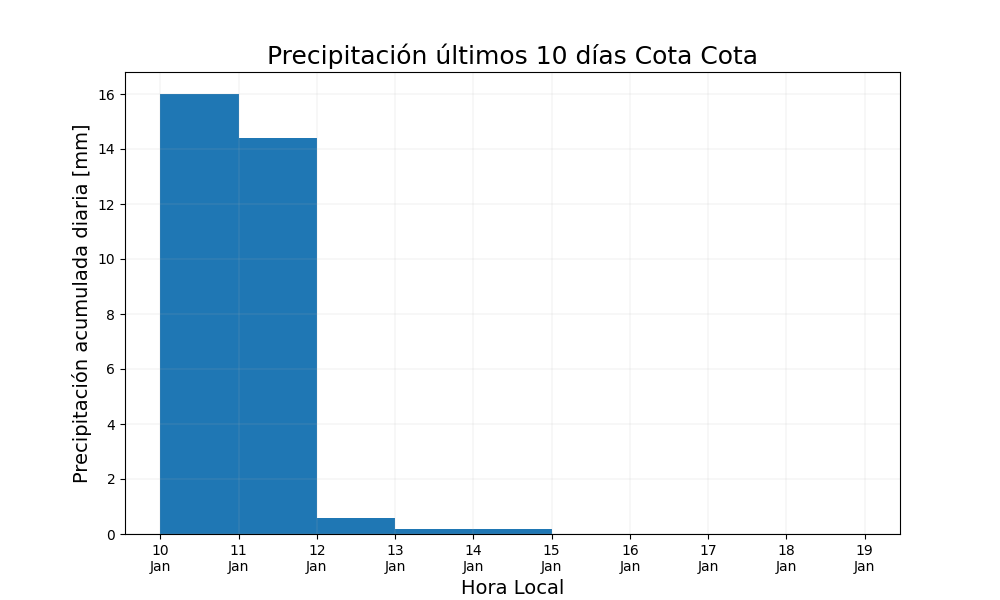 Precipitación últimos 10 días Cota Cota
Precipitación acumulada diaria [mm]
16
14
12
10
8
6
4
2
0
10 11 12 13 14 15 16 17 18 19
Jan Jan Jan Jan Jan Jan Jan Jan Jan Jan
Hora Local